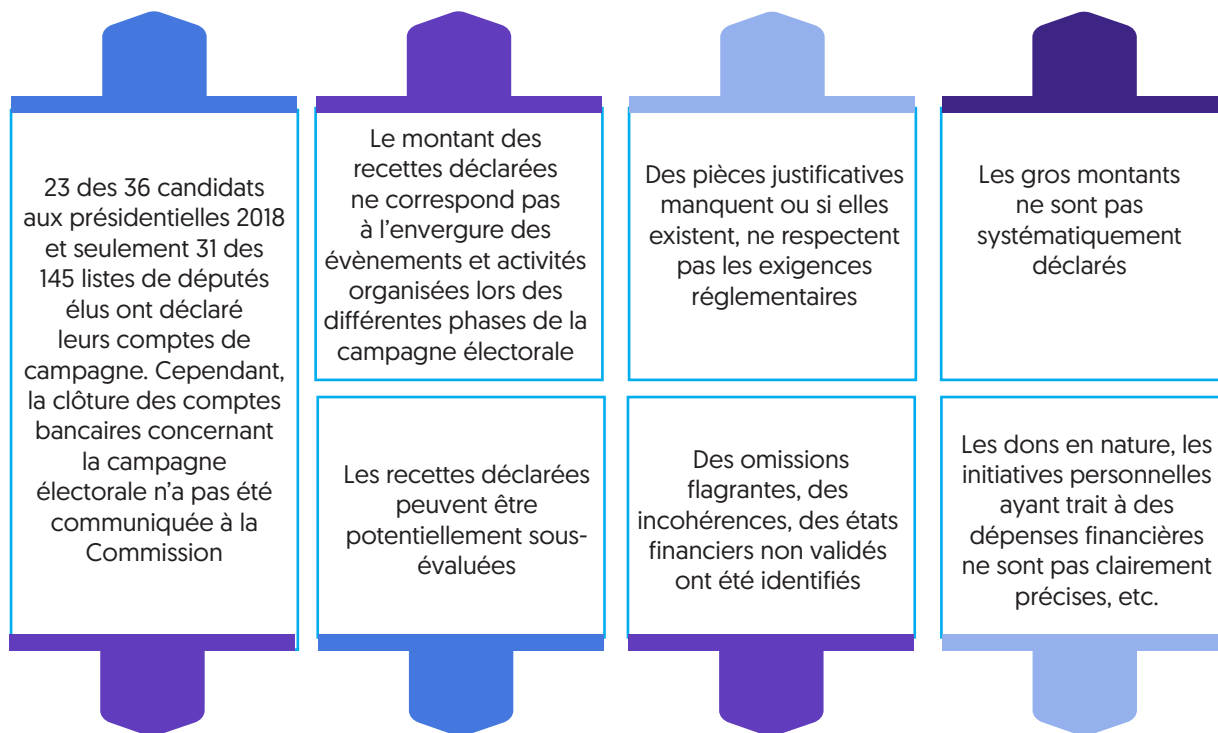 23 des 36 candidats
aux présidentielles 2018
et seulement 31 des
145 listes de députés
élus ont déclaré
leurs comptes de
campagne. Cependant,
la clôture des comptes
bancaires concernant
la campagne
électorale n’a pas été
communiquée à la
Commission
Le montant des
recettes déclarées
ne correspond pas
à l’envergure des
évènements et activités
organisées lors des
différentes phases de la
campagne électorale
Les recettes déclarées
peuvent être
potentiellement sous-
évaluées
Des pièces justificatives
manquent ou si elles
existent, ne respectent
pas les exigences
réglementaires
Des omissions
flagrantes, des
incohérences, des états
financiers non validés
ont été identifiés
Les gros montants
ne sont pas
systématiquement
déclarés
Les dons en nature, les
initiatives personnelles
ayant trait à des
dépenses financières
ne sont pas clairement
précises, etc.